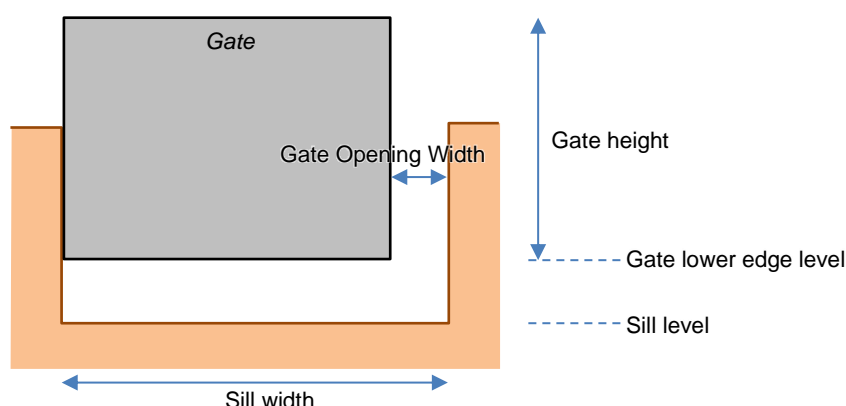 Gate
Gate Opening Width
Gate height
Gate lower edge level
Sill level
Sill width